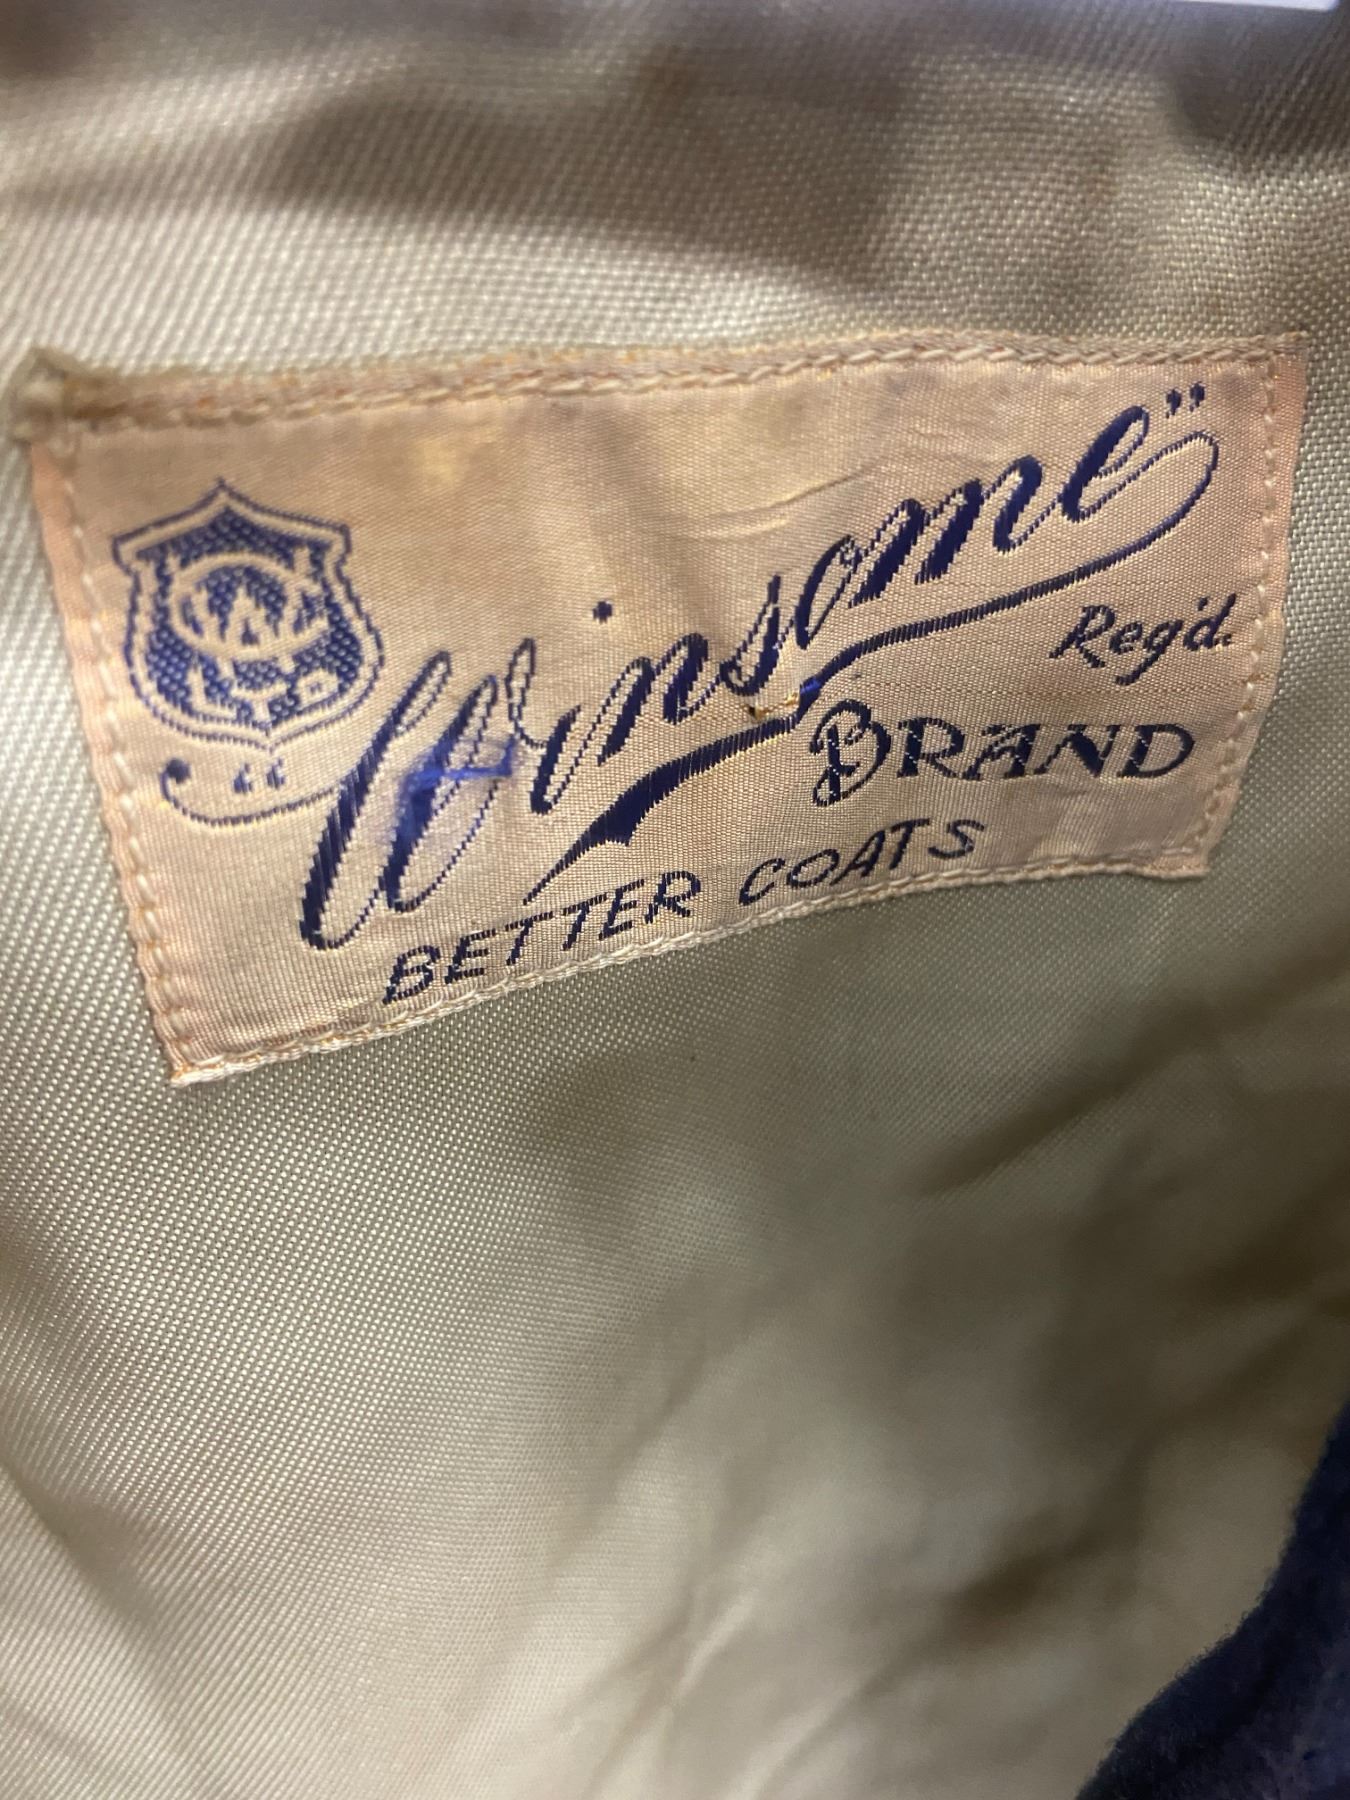 "Winsome"
Reg'd.
BRAND
BETTER COATS